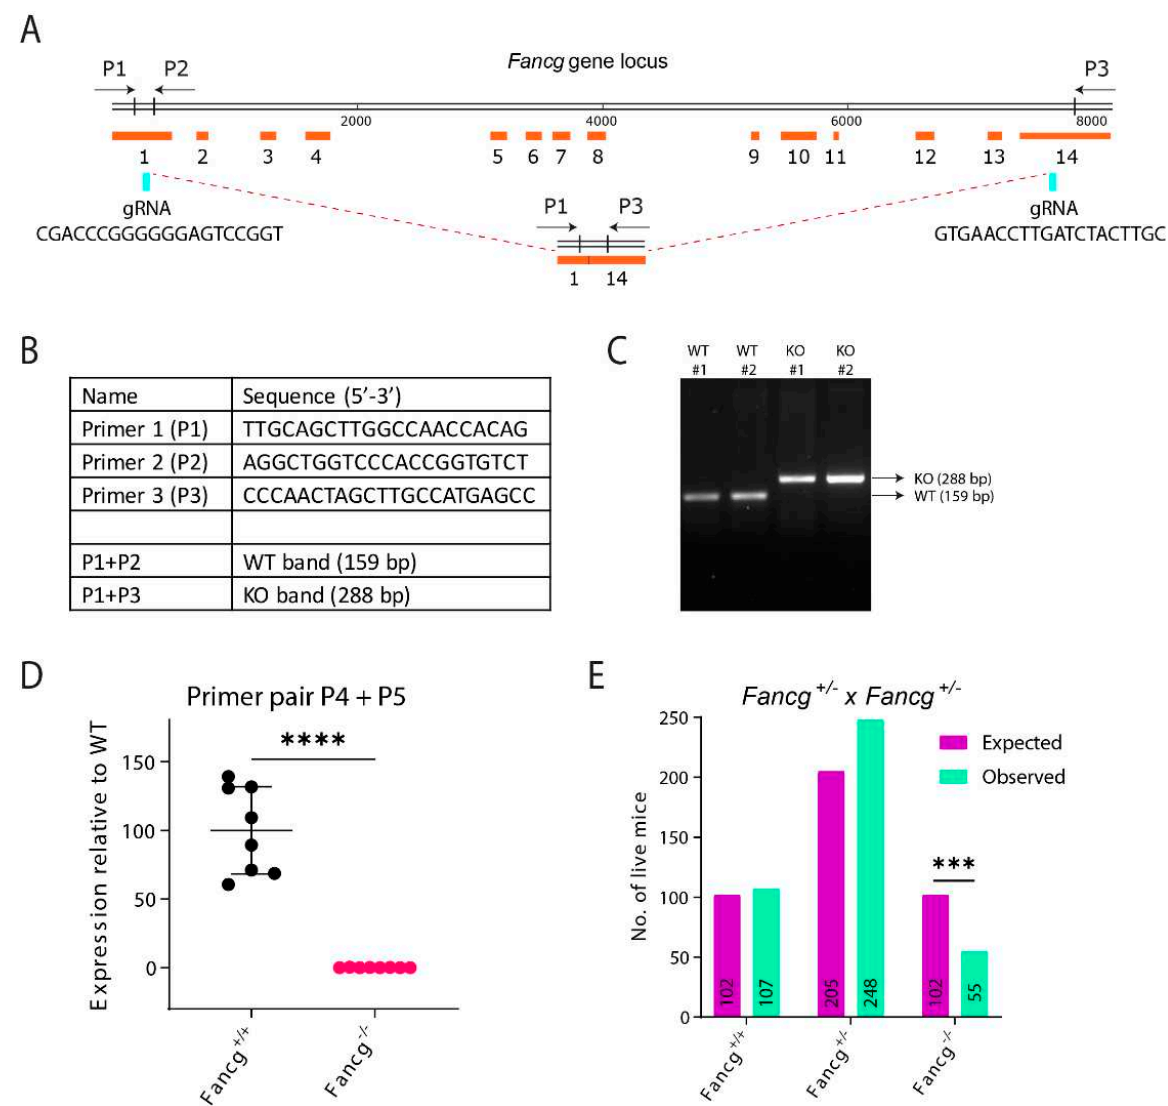 A
Fancg gene locus
P1 P2 P3
2000 4000 6000 8000
1 2 3 4 5 6 7 8 9 10 11 12 13 14
gRNA gRNA
CGACCCGGGGGGAGTCCGGT GTGAACCTTGATCTACTTGC
P1 P3
1 14
B
Name Sequence (5'-3')
Primer 1 (P1) TTGCAGCTTGGCCAACCACAG
Primer 2 (P2) AGGCTGGTCCCACCGGTGTCT
Primer 3 (P3) CCCAACTAGCTTGCCATGAGCC
P1+P2 WT band (159 bp)
P1+P3 KO band (288 bp)
C
WT WT KO KO
#1 #2 #1 #2
KO (288 bp)
WT (159 bp)
D
Primer pair P4 + P5
Expression relative to WT
150
100
50
0
****
Fancg+/+ Fancg-/-
E
Fancg +/- x Fancg +/-
No. of live mice
250
200
150
100
50
0
Expected
Observed
***
102 107 205 248 102 55
Fancg+/+ Fancg+/- Fancg-/-